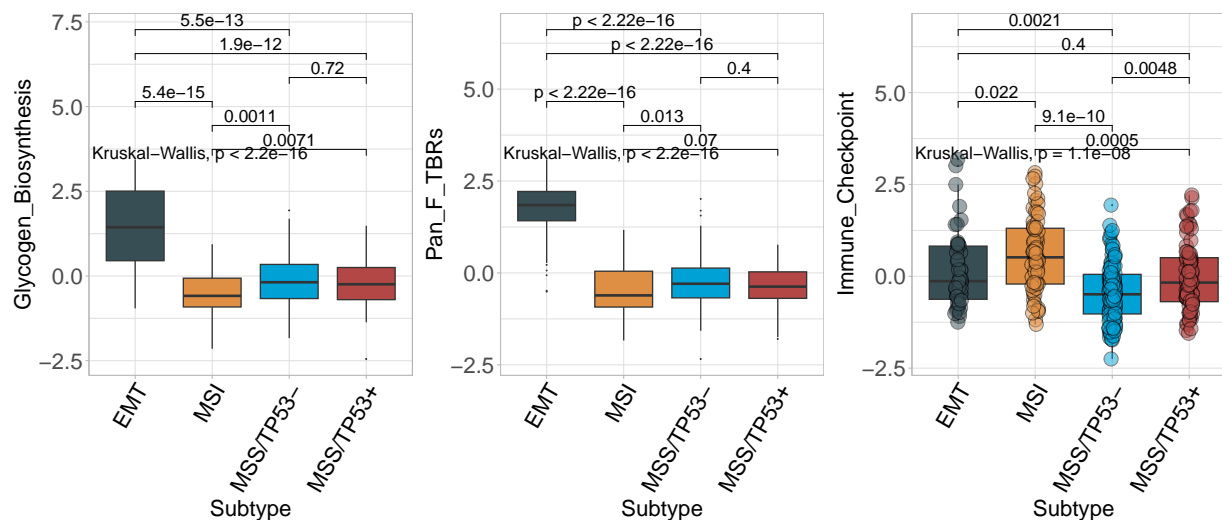 Glycogen_Biosynthesis
7.5
5.0
2.5
0.0
−2.5
5.5e−13
1.9e−12
0.72
5.4e−15
0.0011
0.0071
Kruskal−Wallis, p < 2.2e−16
EMT
MSI
MSS/TP53−
MSS/TP53+
Subtype
Pan_F_TBRs
5.0
2.5
0.0
−2.5
p < 2.22e−16
p < 2.22e−16
0.4
p < 2.22e−16
0.013
0.07
Kruskal−Wallis, p < 2.2e−16
EMT
MSI
MSS/TP53−
MSS/TP53+
Subtype
Immune_Checkpoint
5.0
2.5
0.0
−2.5
0.0021
0.4
0.0048
0.022
9.1e−10
0.0005
Kruskal−Wallis, p = 1.1e−08
EMT
MSI
MSS/TP53−
MSS/TP53+
Subtype